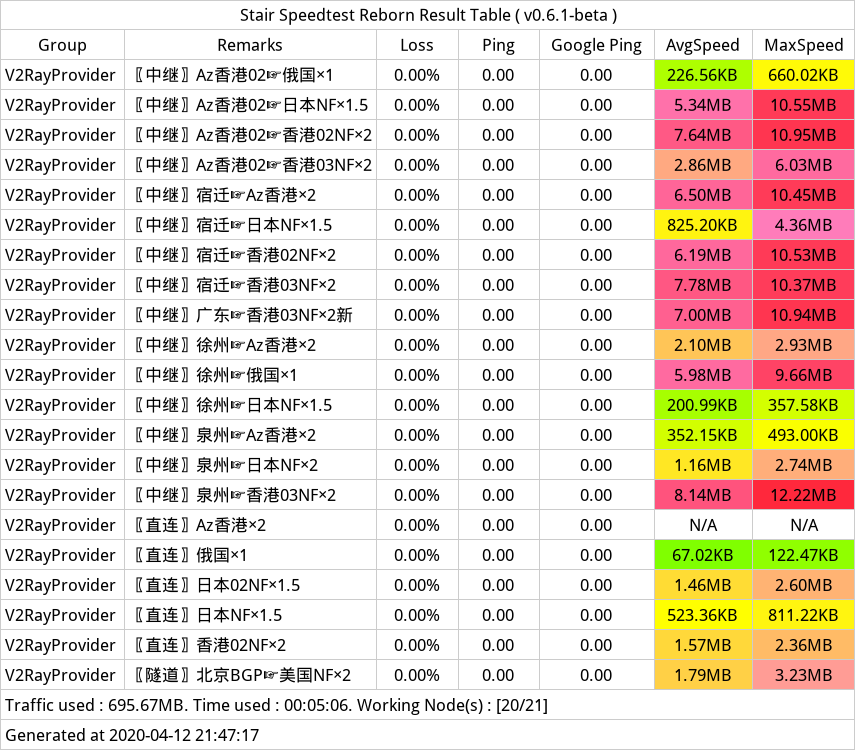 Stair Speedtest Reborn Result Table ( v0.6.1-beta )
Group Remarks Loss Ping Google Ping AvgSpeed MaxSpeed
V2RayProvider 〖中继〗Az香港02☞俄国×1 0.00% 0.00 0.00 226.56KB 660.02KB
V2RayProvider 〖中继〗Az香港02☞日本NF×1.5 0.00% 0.00 0.00 5.34MB 10.55MB
V2RayProvider 〖中继〗Az香港02☞香港02NF×2 0.00% 0.00 0.00 7.64MB 10.95MB
V2RayProvider 〖中继〗Az香港02☞香港03NF×2 0.00% 0.00 0.00 2.86MB 6.03MB
V2RayProvider 〖中继〗宿迁☞Az香港×2 0.00% 0.00 0.00 6.50MB 10.45MB
V2RayProvider 〖中继〗宿迁☞日本NF×1.5 0.00% 0.00 0.00 825.20KB 4.36MB
V2RayProvider 〖中继〗宿迁☞香港02NF×2 0.00% 0.00 0.00 6.19MB 10.53MB
V2RayProvider 〖中继〗宿迁☞香港03NF×2 0.00% 0.00 0.00 7.78MB 10.37MB
V2RayProvider 〖中继〗广东☞香港03NF×2新 0.00% 0.00 0.00 7.00MB 10.94MB
V2RayProvider 〖中继〗徐州☞Az香港×2 0.00% 0.00 0.00 2.10MB 2.93MB
V2RayProvider 〖中继〗徐州☞俄国×1 0.00% 0.00 0.00 5.98MB 9.66MB
V2RayProvider 〖中继〗徐州☞日本NF×1.5 0.00% 0.00 0.00 200.99KB 357.58KB
V2RayProvider 〖中继〗泉州☞Az香港×2 0.00% 0.00 0.00 352.15KB 493.00KB
V2RayProvider 〖中继〗泉州☞日本NF×2 0.00% 0.00 0.00 1.16MB 2.74MB
V2RayProvider 〖中继〗泉州☞香港03NF×2 0.00% 0.00 0.00 8.14MB 12.22MB
V2RayProvider 〖直连〗Az香港×2 0.00% 0.00 0.00 N/A N/A
V2RayProvider 〖直连〗俄国×1 0.00% 0.00 0.00 67.02KB 122.47KB
V2RayProvider 〖直连〗日本02NF×1.5 0.00% 0.00 0.00 1.46MB 2.60MB
V2RayProvider 〖直连〗日本NF×1.5 0.00% 0.00 0.00 523.36KB 811.22KB
V2RayProvider 〖直连〗香港02NF×2 0.00% 0.00 0.00 1.57MB 2.36MB
V2RayProvider 〖隧道〗北京BGP☞美国NF×2 0.00% 0.00 0.00 1.79MB 3.23MB
Traffic used : 695.67MB. Time used : 00:05:06. Working Node(s) : [20/21]
Generated at 2020-04-12 21:47:17